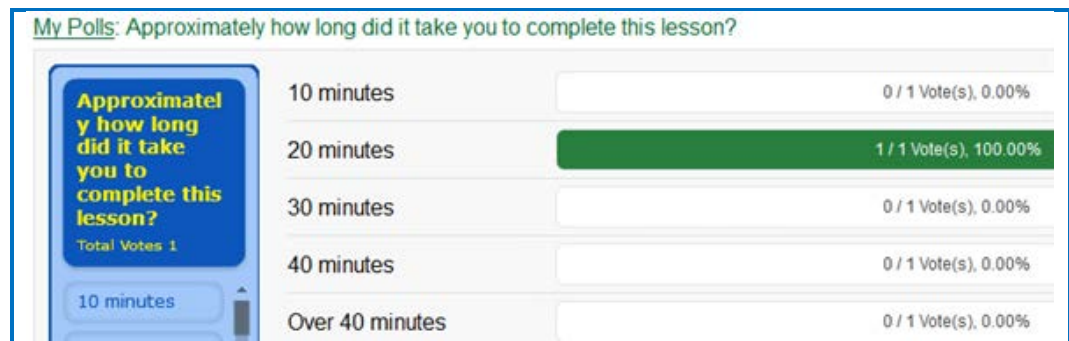 My Polls: Approximately how long did it take you to complete this lesson?
Approximatel
y how long
did it take
you to
complete this
lesson?
Total Votes 1
10 minutes
10 minutes 0 / 1 Vote(s), 0.00%
20 minutes 1 / 1 Vote(s), 100.00%
30 minutes 0 / 1 Vote(s), 0.00%
40 minutes 0 / 1 Vote(s), 0.00%
Over 40 minutes 0 / 1 Vote(s), 0.00%